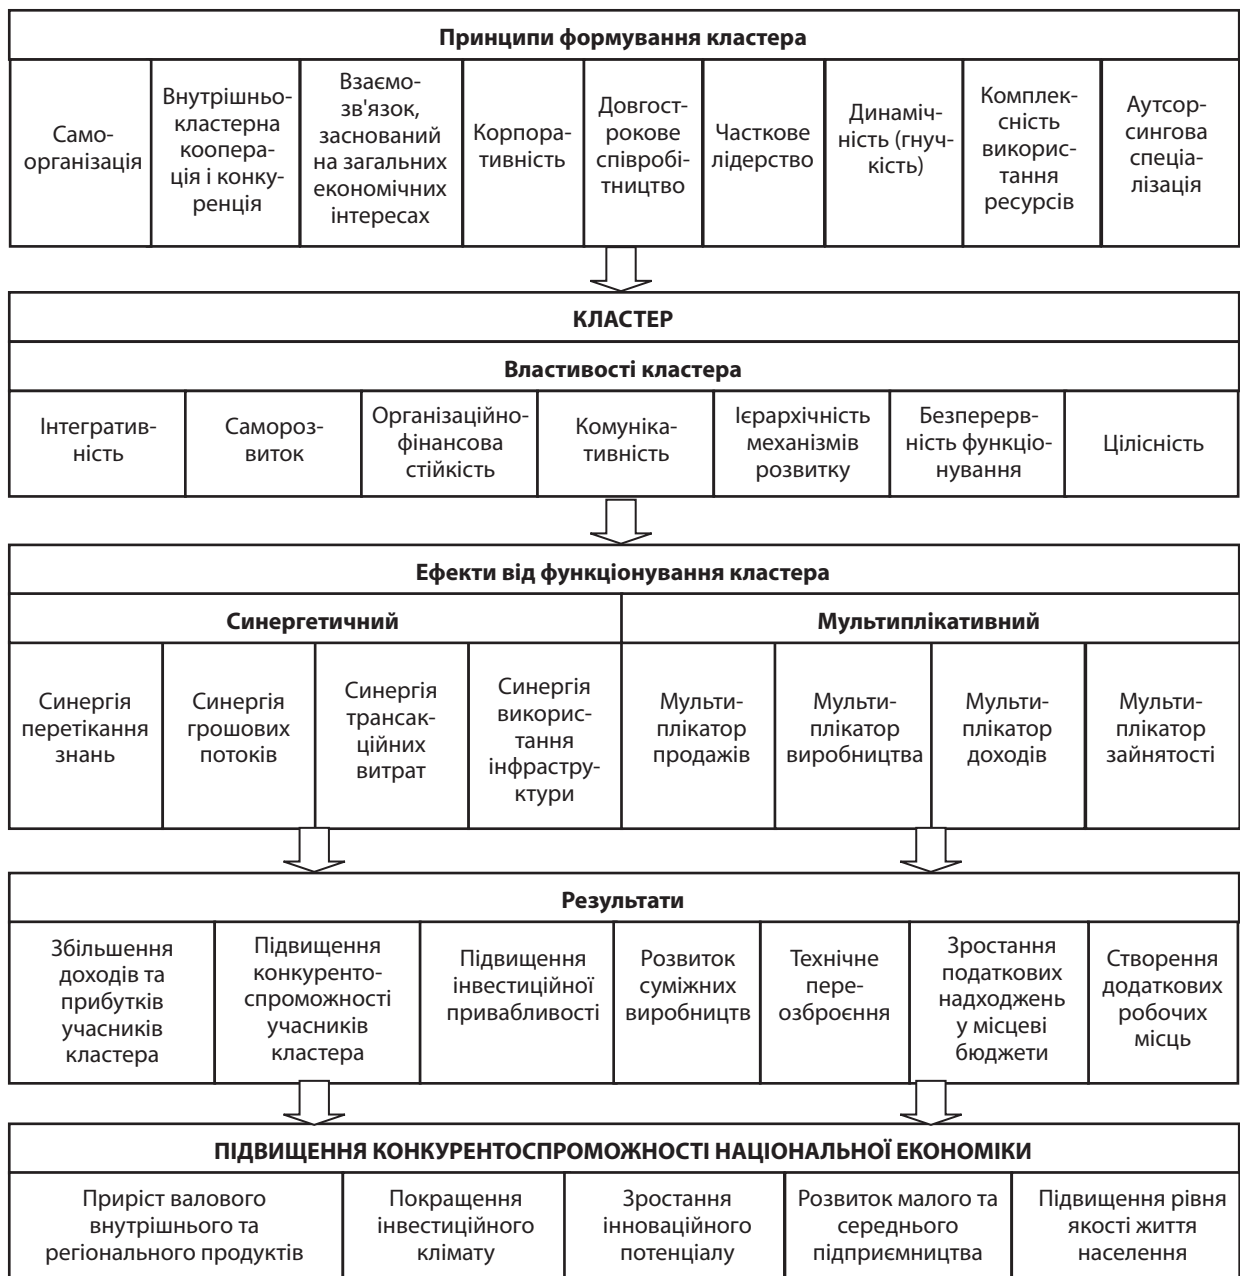 Принципи формування кластера
Само-
організація
Внутрішньо-
кластерна
коопера-
ція і конку-
ренція
Взаємо-
зв'язок,
заснований
на загальних
економічних
інтересах
Корпора-
тивність
Довгост-
рокове
співробі-
тництво
Часткове
лідерство
Динаміч-
ність (гнуч-
кість)
Комплек-
сність
викорис-
тання
ресурсів
Аутсор-
сингова
спеціа-
лізація
КЛАСТЕР
Властивості кластера
Інтегратив-
ність
Саморoз-
виток
Організаційно-
фінансова
стійкість
Комуніка-
тивність
Ієрархічність
механізмів
розвитку
Безперерв-
ність функціо-
нування
Цілісність
Ефекти від функціонування кластера
Синергетичний
Мультиплікативний
Синергія
перетікання
знань
Синергія
грошових
потоків
Синергія
трансак-
ційних
витрат
Синергія
викорис-
тання
інфрастру-
ктури
Мульти-
плікатор
продажів
Мульти-
плікатор
виробництва
Мульти-
плікатор
доходів
Мульти-
плікатор
зайнятості
Результати
Збільшення
доходів та
прибутків
учасників
кластера
Підвищення
конкуренто-
спроможності
учасників
кластера
Підвищення
інвестиційної
привабливості
Розвиток
суміжних
виробництв
Технічне
пере-
озброєння
Зростання
податкових
надходжень
у місцеві
бюджети
Створення
додаткових
робочих
місць
ПІДВИЩЕННЯ КОНКУРЕНТОСПРОМОЖНОСТІ НАЦІОНАЛЬНОЇ ЕКОНОМІКИ
Приріст валового
внутрішнього та
регіонального продуктів
Покращення
інвестиційного
клімату
Зростання
інноваційного
потенціалу
Розвиток малого та
середнього
підприємництва
Підвищення рівня
якості життя
населення